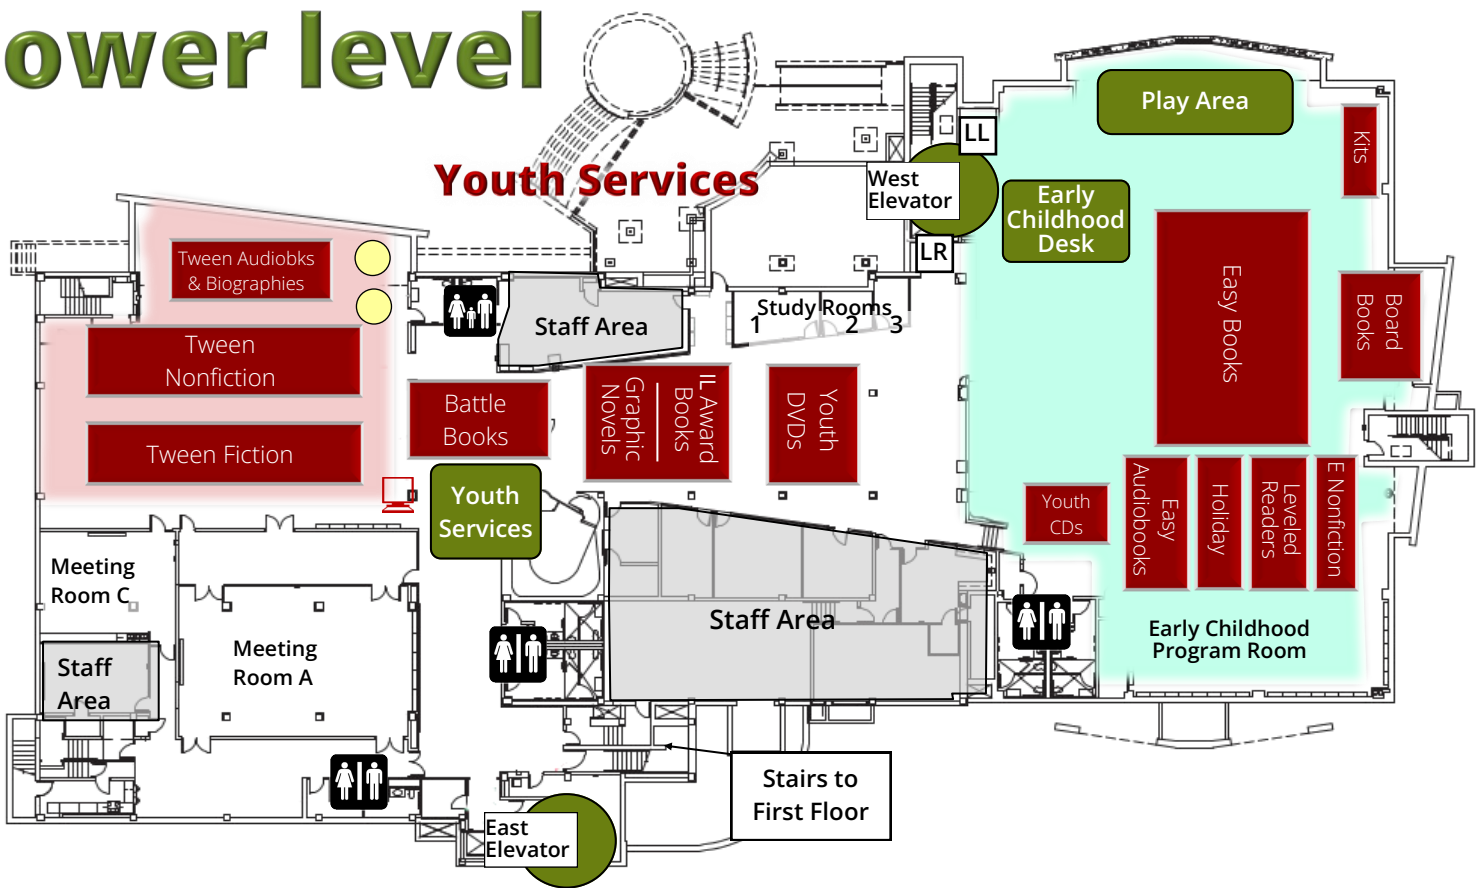 ower level
Youth Services
Play Area
Kits
LL
West
Elevator
LR
Early
Childhood
Desk
Easy Books
Board
Books
Tween Audiobks
& Biographies
Tween
Nonfiction
Tween Fiction
Staff Area
Study Rooms
1
2
3
Battle
Books
IL Award
Books
Graphic
Novels
Youth
DVDs
Youth
Services
Youth
CDs
Easy
Audiobooks
Holiday
Leveled
Readers
E Nonfiction
Meeting
Room C
Meeting
Room A
Staff
Area
Staff Area
Early Childhood
Program Room
Stairs to
First Floor
East
Elevator